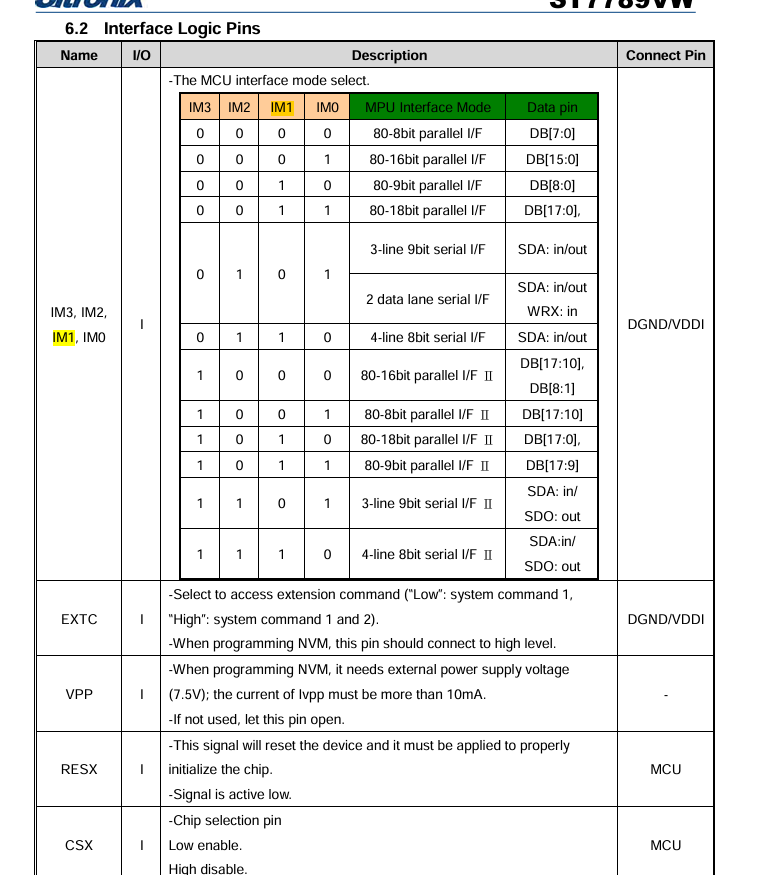 Sitronix
ST7789VW
6.2 Interface Logic Pins
Name I/O Description Connect Pin
-The MCU interface mode select.
IM3 IM2 IM1 IM0 MPU Interface Mode Data pin
0 0 0 0 80-8bit parallel I/F DB[7:0]
0 0 0 1 80-16bit parallel I/F DB[15:0]
0 0 1 0 80-9bit parallel I/F DB[8:0]
0 0 1 1 80-18bit parallel I/F DB[17:0],
0 1 0 1 3-line 9bit serial I/F SDA: in/out
2 data lane serial I/F SDA: in/out
WRX: in
IM3, IM2,
IM1, IM0
I
DGND/VDDI
0 1 1 0 4-line 8bit serial I/F SDA: in/out
1 0 0 0 80-16bit parallel I/F Ⅱ DB[17:10],
DB[8:1]
1 0 0 1 80-8bit parallel I/F Ⅱ DB[17:10]
1 0 1 0 80-18bit parallel I/F Ⅱ DB[17:0],
1 0 1 1 80-9bit parallel I/F Ⅱ DB[17:9]
1 1 0 1 3-line 9bit serial I/F Ⅱ SDA: in/
SDO: out
1 1 1 0 4-line 8bit serial I/F Ⅱ SDA:in/
SDO: out
EXTC I
-Select to access extension command ("Low": system command 1,
"High": system command 1 and 2).
-When programming NVM, this pin should connect to high level.
DGND/VDDI
VPP I
-When programming NVM, it needs external power supply voltage
(7.5V); the current of Ivpp must be more than 10mA.
-If not used, let this pin open.
-
RESX I
-This signal will reset the device and it must be applied to properly
initialize the chip.
-Signal is active low.
MCU
CSX I
-Chip selection pin
Low enable.
High disable.
MCU